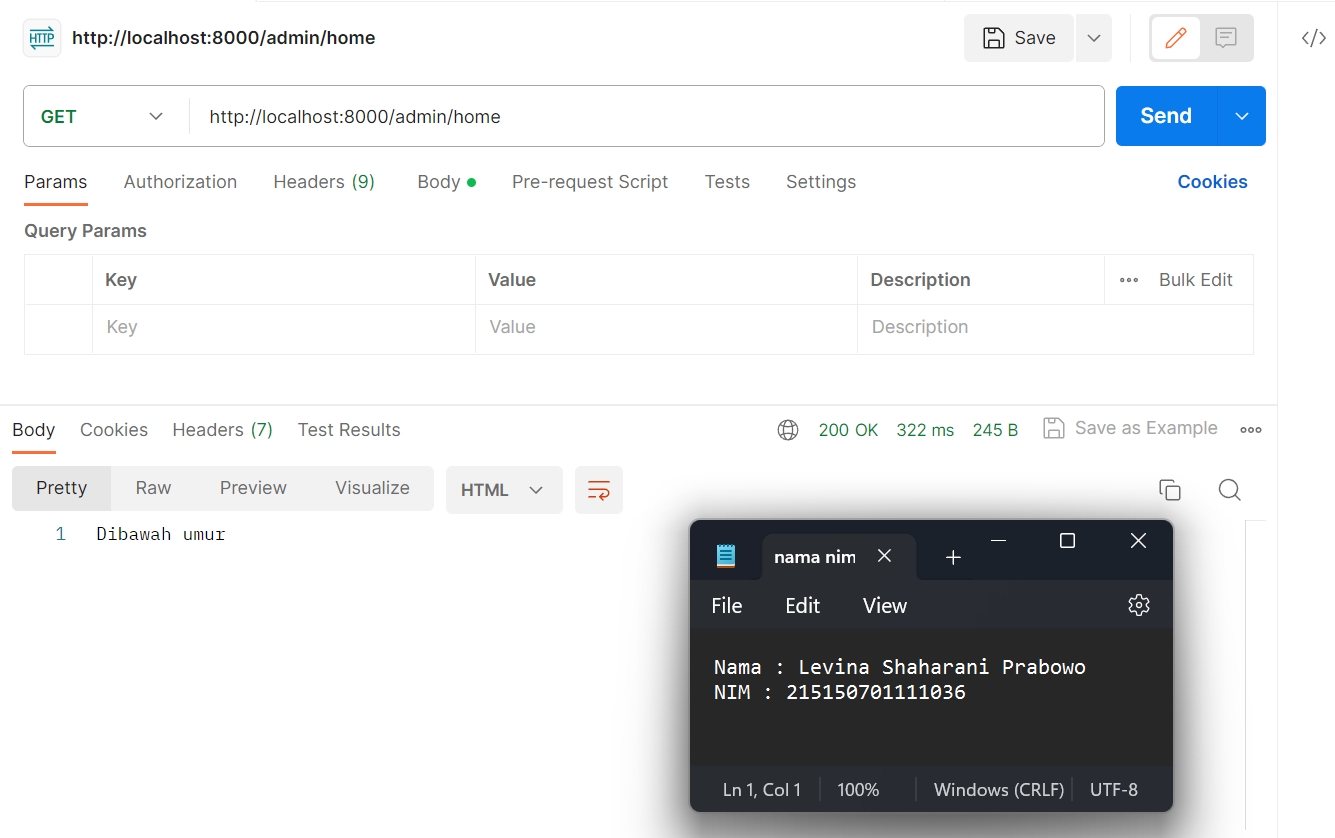 HTTP http://localhost:8000/admin/home Save
GET http://localhost:8000/admin/home Send
Params Authorization Headers (9) Body Pre-request Script Tests Settings Cookies
Query Params
Key Value Description Bulk Edit
Key Value Description
Body Cookies Headers (7) Test Results 200 OK 322 ms 245 B Save as Example
Pretty Raw Preview Visualize HTML
1 Dibawah umur
nama nim
File Edit View
Nama : Levina Shaharani Prabowo
NIM : 215150701111036
Ln 1, Col 1 100% Windows (CRLF) UTF-8